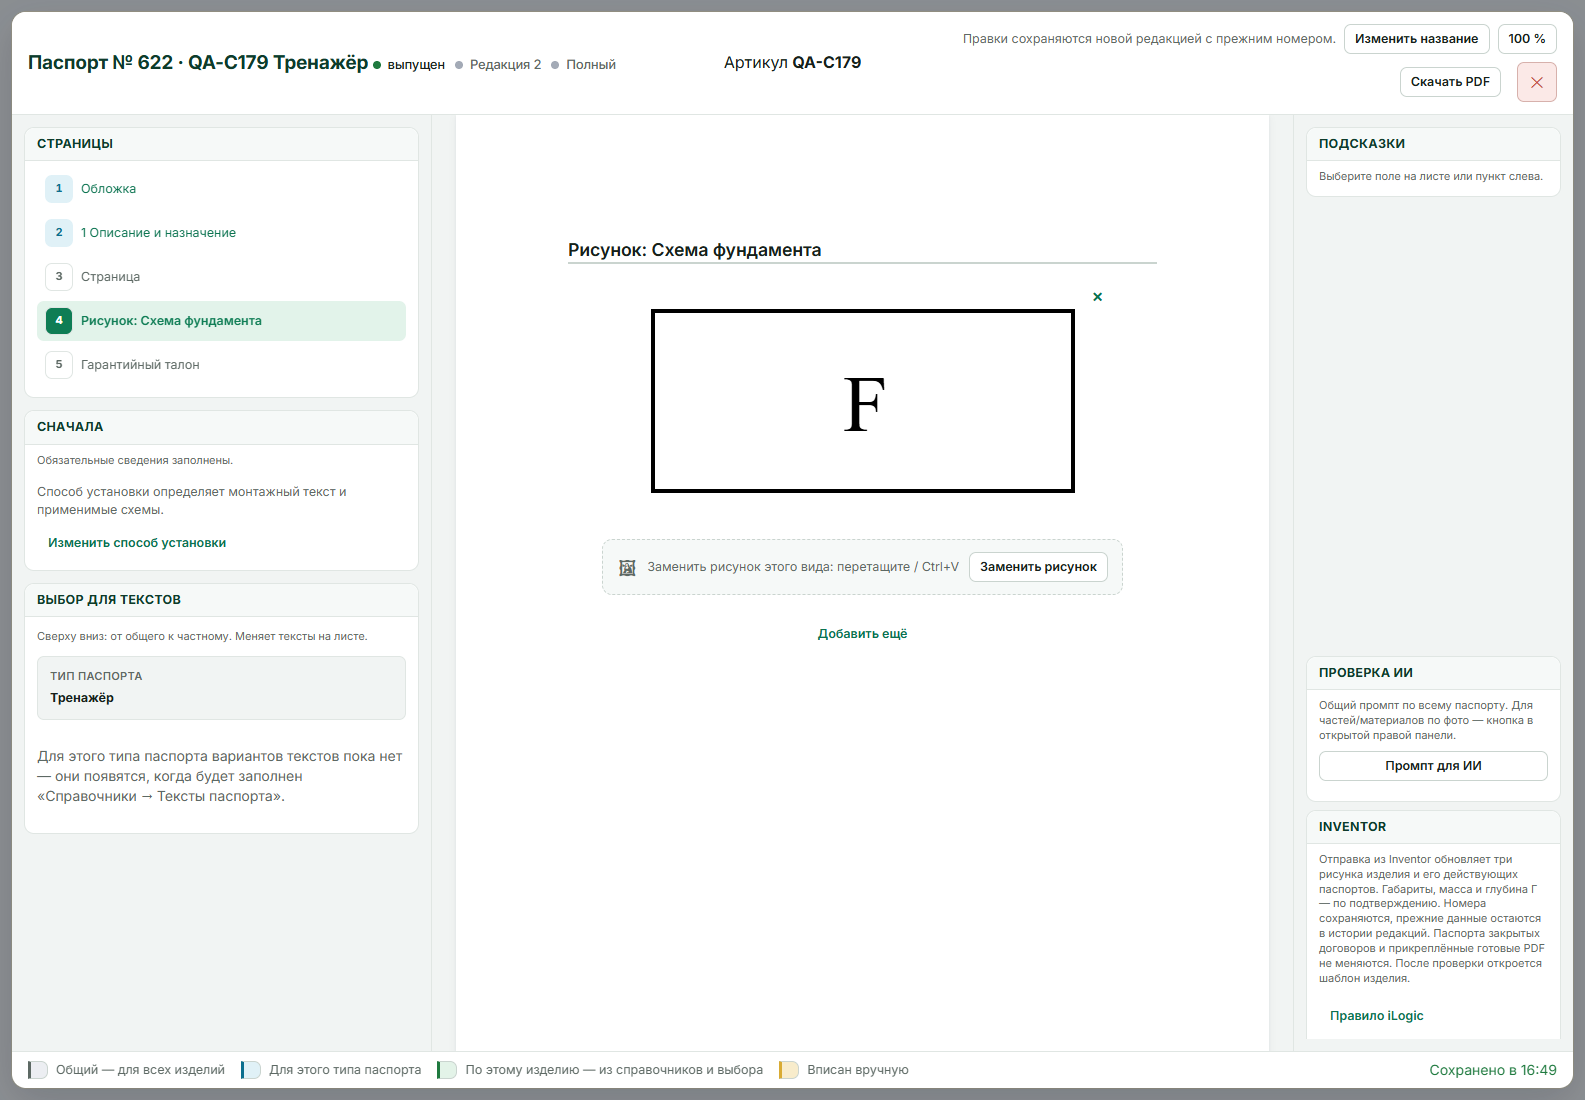 Паспорт № 622 · QA-C179 Тренажёр
выпущен
Редакция 2
Полный
Артикул QA-C179
Правки сохраняются новой редакцией с прежним номером.
Изменить название
100 %
Скачать PDF
СТРАНИЦЫ
1 Обложка
2 1 Описание и назначение
3 Страница
4 Рисунок: Схема фундамента
5 Гарантийный талон
СНАЧАЛА
Обязательные сведения заполнены.
Способ установки определяет монтажный текст и
применимые схемы.
Изменить способ установки
ВЫБОР ДЛЯ ТЕКСТОВ
Сверху вниз: от общего к частному. Меняет тексты на листе.
ТИП ПАСПОРТА
Тренажёр
Для этого типа паспорта вариантов текстов пока нет
— они появятся, когда будет заполнен
«Справочники → Тексты паспорта».
Рисунок: Схема фундамента
F
Заменить рисунок этого вида: перетащите / Ctrl+V
Заменить рисунок
Добавить ещё
ПОДСКАЗКИ
Выберите поле на листе или пункт слева.
ПРОВЕРКА ИИ
Общий промпт по всему паспорту. Для
частей/материалов по фото — кнопка в
открытой правой панели.
Промпт для ИИ
INVENTOR
Отправка из Inventor обновляет три
рисунка изделия и его действующих
паспортов. Габариты, масса и глубина Г
— по подтверждению. Номера
сохраняются, прежние данные остаются
в истории редакций. Паспорта закрытых
договоров и прикреплённые готовые PDF
не меняются. После проверки откроется
шаблон изделия.
Правило iLogic
Общий — для всех изделий
Для этого типа паспорта
По этому изделию — из справочников и выбора
Вписан вручную
Сохранено в 16:49